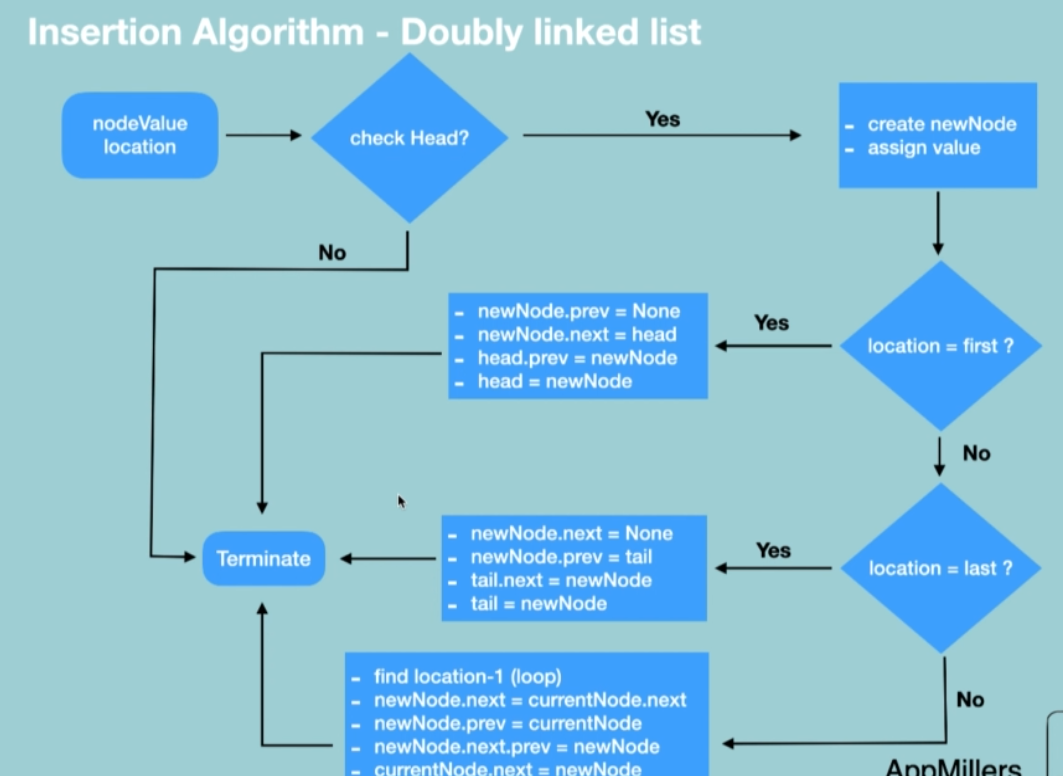 Insertion Algorithm - Doubly linked list
nodeValue
location
check Head?
Yes
- create newNode
- assign value
No
- newNode.prev = None
- newNode.next = head
- head.prev = newNode
- head = newNode
Yes
location = first ?
No
Terminate
- newNode.next = None
- newNode.prev = tail
- tail.next = newNode
- tail = newNode
Yes
location = last ?
- find location-1 (loop)
- newNode.next = currentNode.next
- newNode.prev = currentNode
- newNode.next.prev = newNode
- currentNode.next = newNode
No
AppMillers